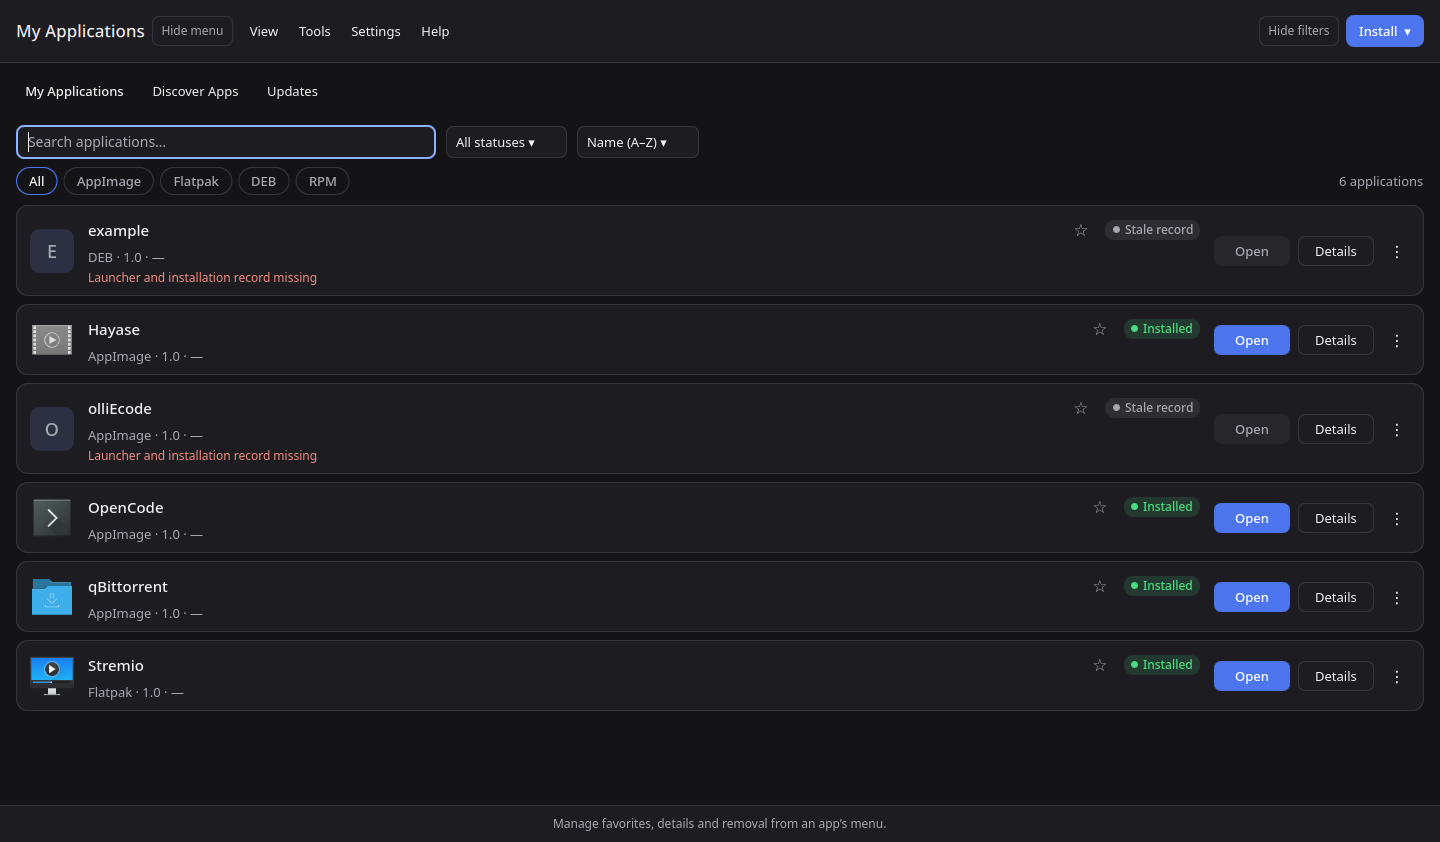 My Applications Hide menu View Tools Settings Help Hide filters Install ▾
My Applications Discover Apps Updates
Search applications... All statuses ▾ Name (A–Z) ▾
All AppImage Flatpak DEB RPM 6 applications
E example ☆ Stale record
DEB · 1.0 · — Open Details ⋮
Launcher and installation record missing
Hayase ☆ Installed
AppImage · 1.0 · — Open Details ⋮
O olliEcode ☆ Stale record
AppImage · 1.0 · — Open Details ⋮
Launcher and installation record missing
OpenCode ☆ Installed
AppImage · 1.0 · — Open Details ⋮
qBittorrent ☆ Installed
AppImage · 1.0 · — Open Details ⋮
Stremio ☆ Installed
Flatpak · 1.0 · — Open Details ⋮
Manage favorites, details and removal from an app’s menu.